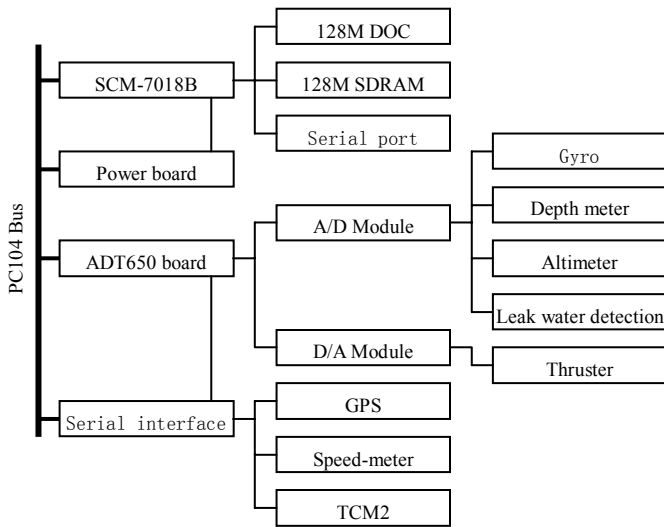 PC104 Bus
SCM-7018B
128M DOC
128M SDRAM
Serial port
Power board
ADT650 board
A/D Module
Gyro
Depth meter
Altimeter
Leak water detection
D/A Module
Thruster
Serial interface
GPS
Speed-meter
TCM2